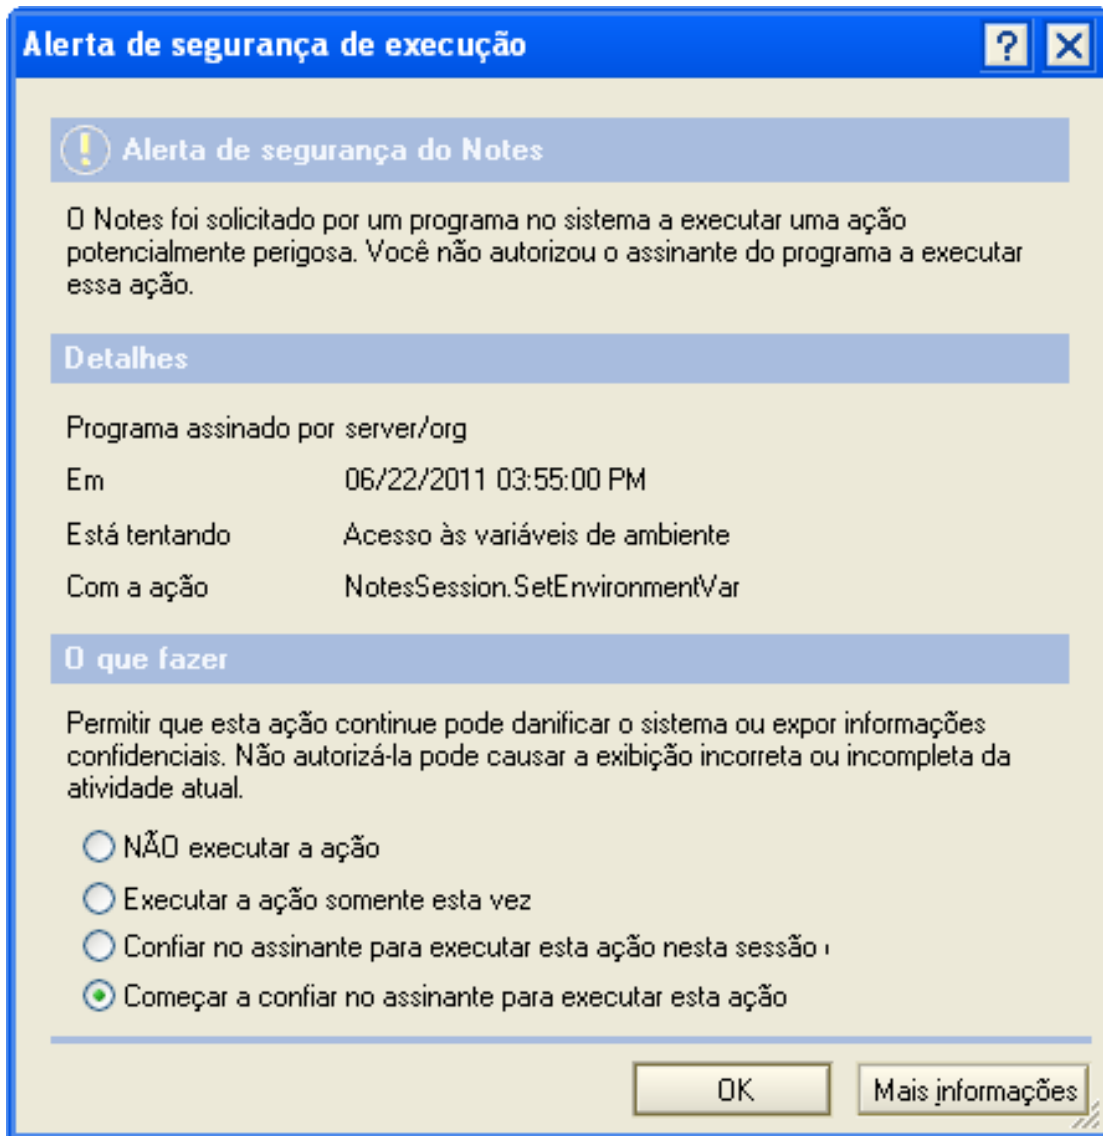 Alerta de segurança de execução
Alerta de segurança do Notes
O Notes foi solicitado por um programa no sistema a executar uma ação
potencialmente perigosa. Você não autorizou o assinante do programa a executar
essa ação.
Detalhes
Programa assinado por server/org
Em 06/22/2011 03:55:00 PM
Está tentando Acesso às variáveis de ambiente
Com a ação NotesSession.SetEnvironmentVar
O que fazer
Permitir que esta ação continue pode danificar o sistema ou expor informações
confidenciais. Não autorizá-la pode causar a exibição incorreta ou incompleta da
atividade atual.
NÃO executar a ação
Executar a ação somente esta vez
Confiar no assinante para executar esta ação nesta sessão
Começar a confiar no assinante para executar esta ação
OK Mais informações